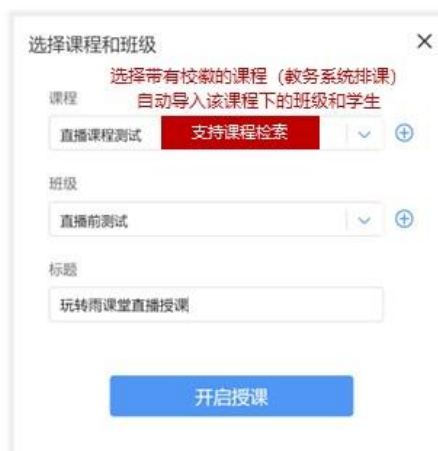 选择课程和班级
选择带有校徽的课程（教务系统排课）
课程
自动导入该课程下的班级和学生
直播课程测试
支持课程检索
班级
直播前测试
标题
玩转雨课堂直播授课
开启授课